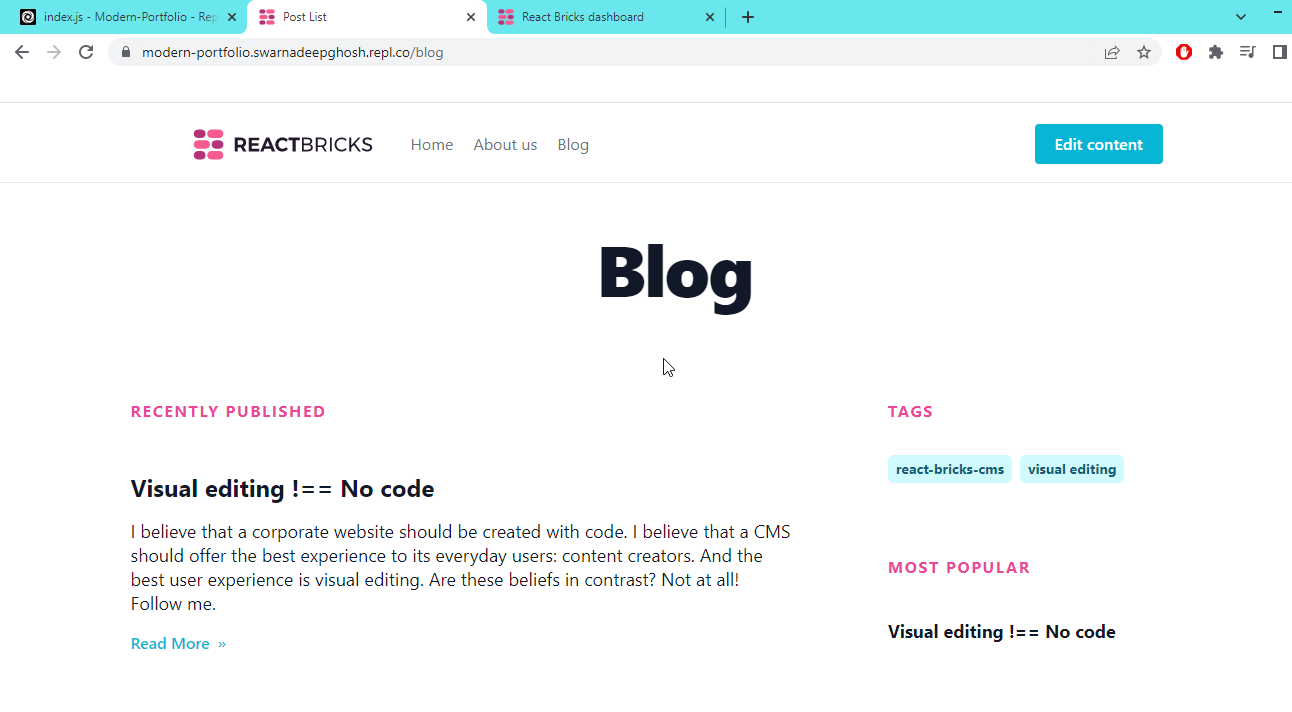 index.js - Modern-Portfolio - Rep
Post List
React Bricks dashboard
modern-portfolio.swarnadeepghosh.repl.co/blog
REACTBRICKS
Home
About us
Blog
Edit content
Blog
RECENTLY PUBLISHED
Visual editing !== No code
I believe that a corporate website should be created with code. I believe that a CMS
should offer the best experience to its everyday users: content creators. And the
best user experience is visual editing. Are these beliefs in contrast? Not at all!
Follow me.
Read More »
TAGS
react-bricks-cms
visual editing
MOST POPULAR
Visual editing !== No code